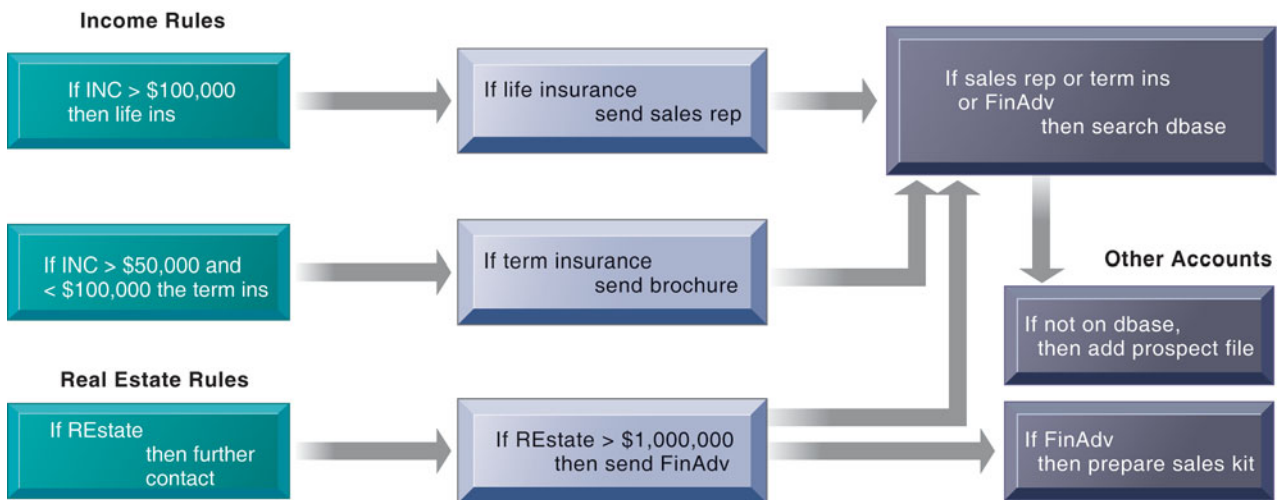 Income Rules
If INC > $100,000
then life ins
If life insurance
send sales rep
If sales rep or term ins
or FinAdv
then search dbase
If INC > $50,000 and
< $100,000 the term ins
If term insurance
send brochure
Other Accounts
If not on dbase,
then add prospect file
Real Estate Rules
If REstate
then further
contact
If REstate > $1,000,000
then send FinAdv
If FinAdv
then prepare sales kit